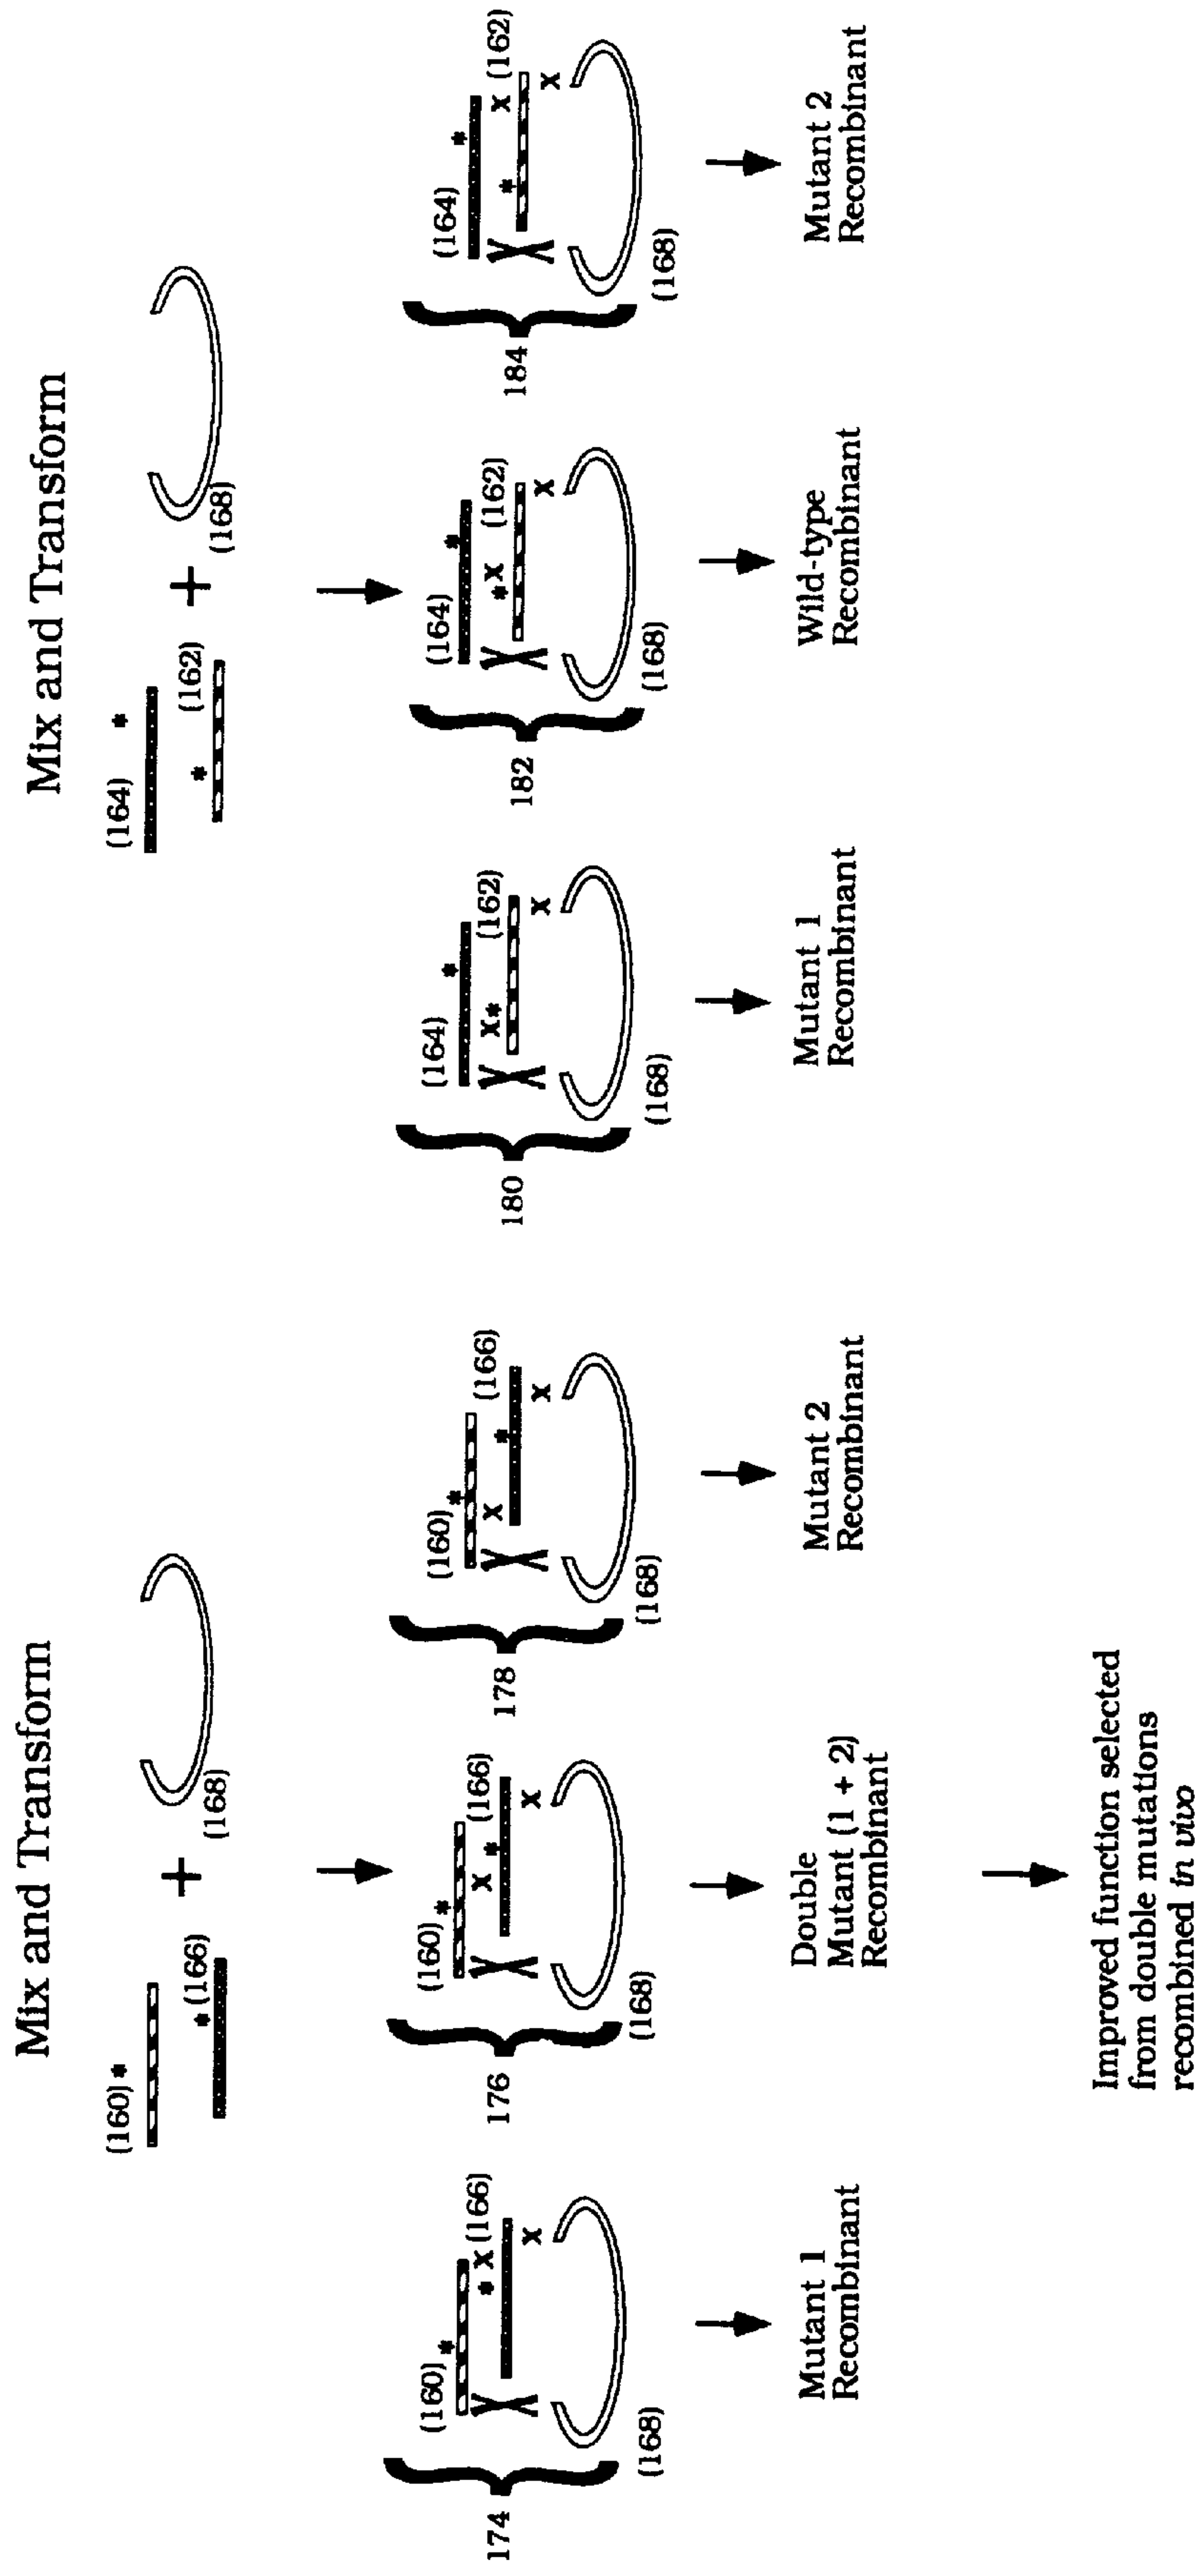 Mix and Transform
(160) *
* (166)
+
(168)
Mix and Transform
(164) *
* (162)
+
(168)
174
(160) *
* X (166)
X
X
(168)
176
(160) *
X * (166)
X
X
(168)
178
(160) *
X * (166)
X
X
(168)
180
(164) *
X * (162)
X
X
(168)
182
(164) *
* X (162)
X
X
(168)
184
(164) *
* X (162)
X
X
(168)
Mutant 1
Recombinant
Double
Mutant (1 + 2)
Recombinant
Mutant 2
Recombinant
Mutant 1
Recombinant
Wild-type
Recombinant
Mutant 2
Recombinant
Improved function selected
from double mutations
recombined in vivo